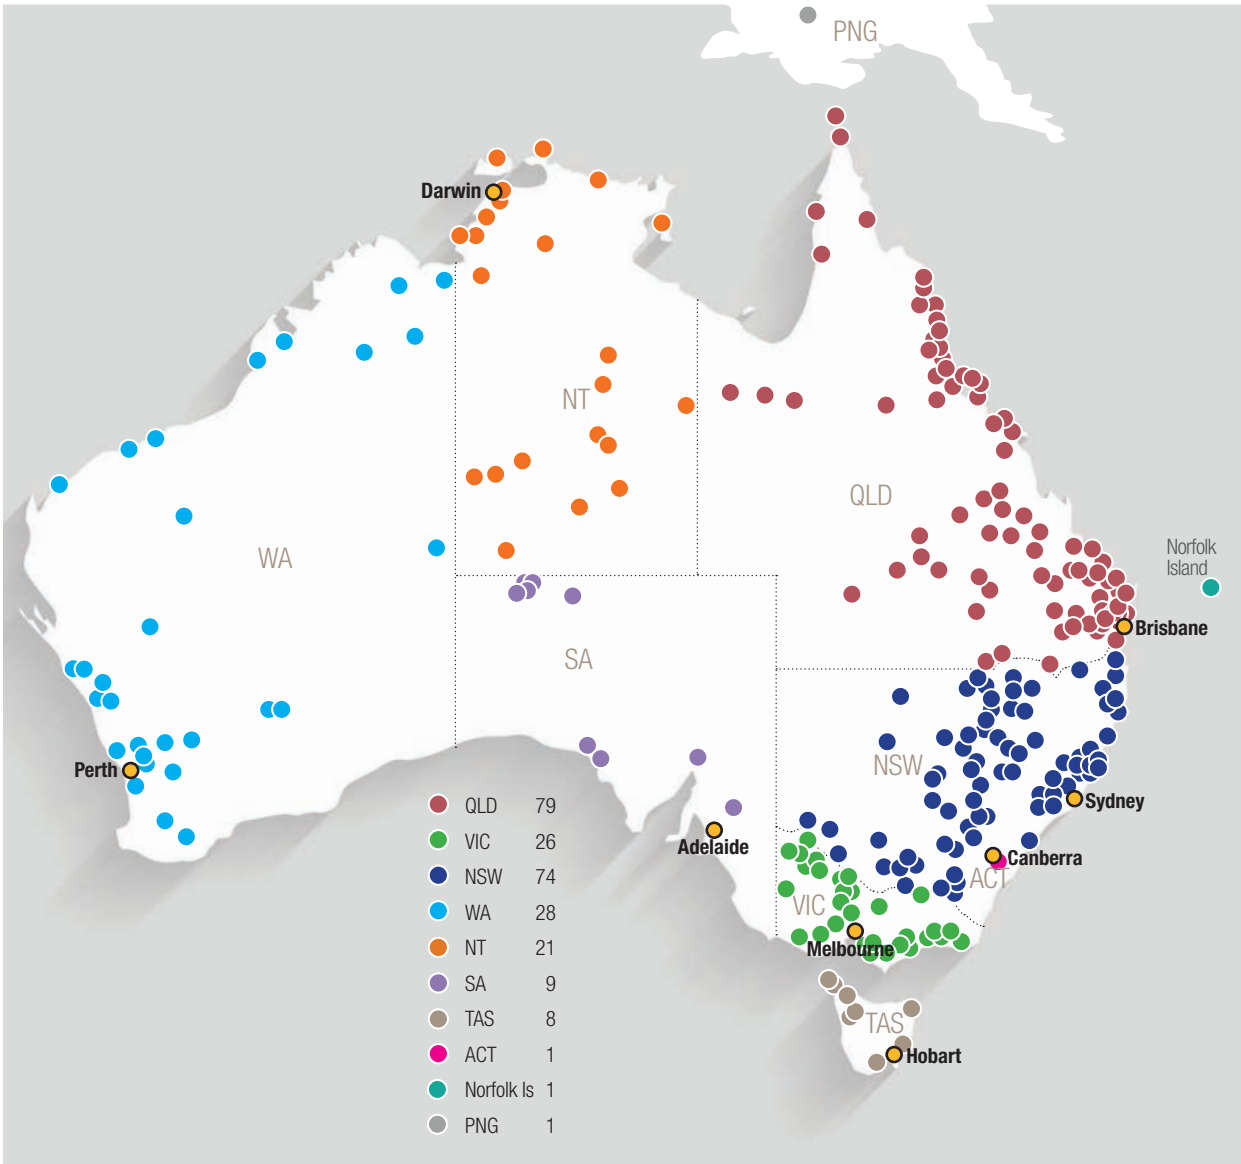 PNG
Darwin
NT
QLD
Norfolk
Island
WA
Brisbane
SA
NSW
Perth
Sydney
Adelaide
Canberra
ACT
VIC
Melbourne
TAS
Hobart
QLD 79
VIC 26
NSW 74
WA 28
NT 21
SA 9
TAS 8
ACT 1
Norfolk Is 1
PNG 1